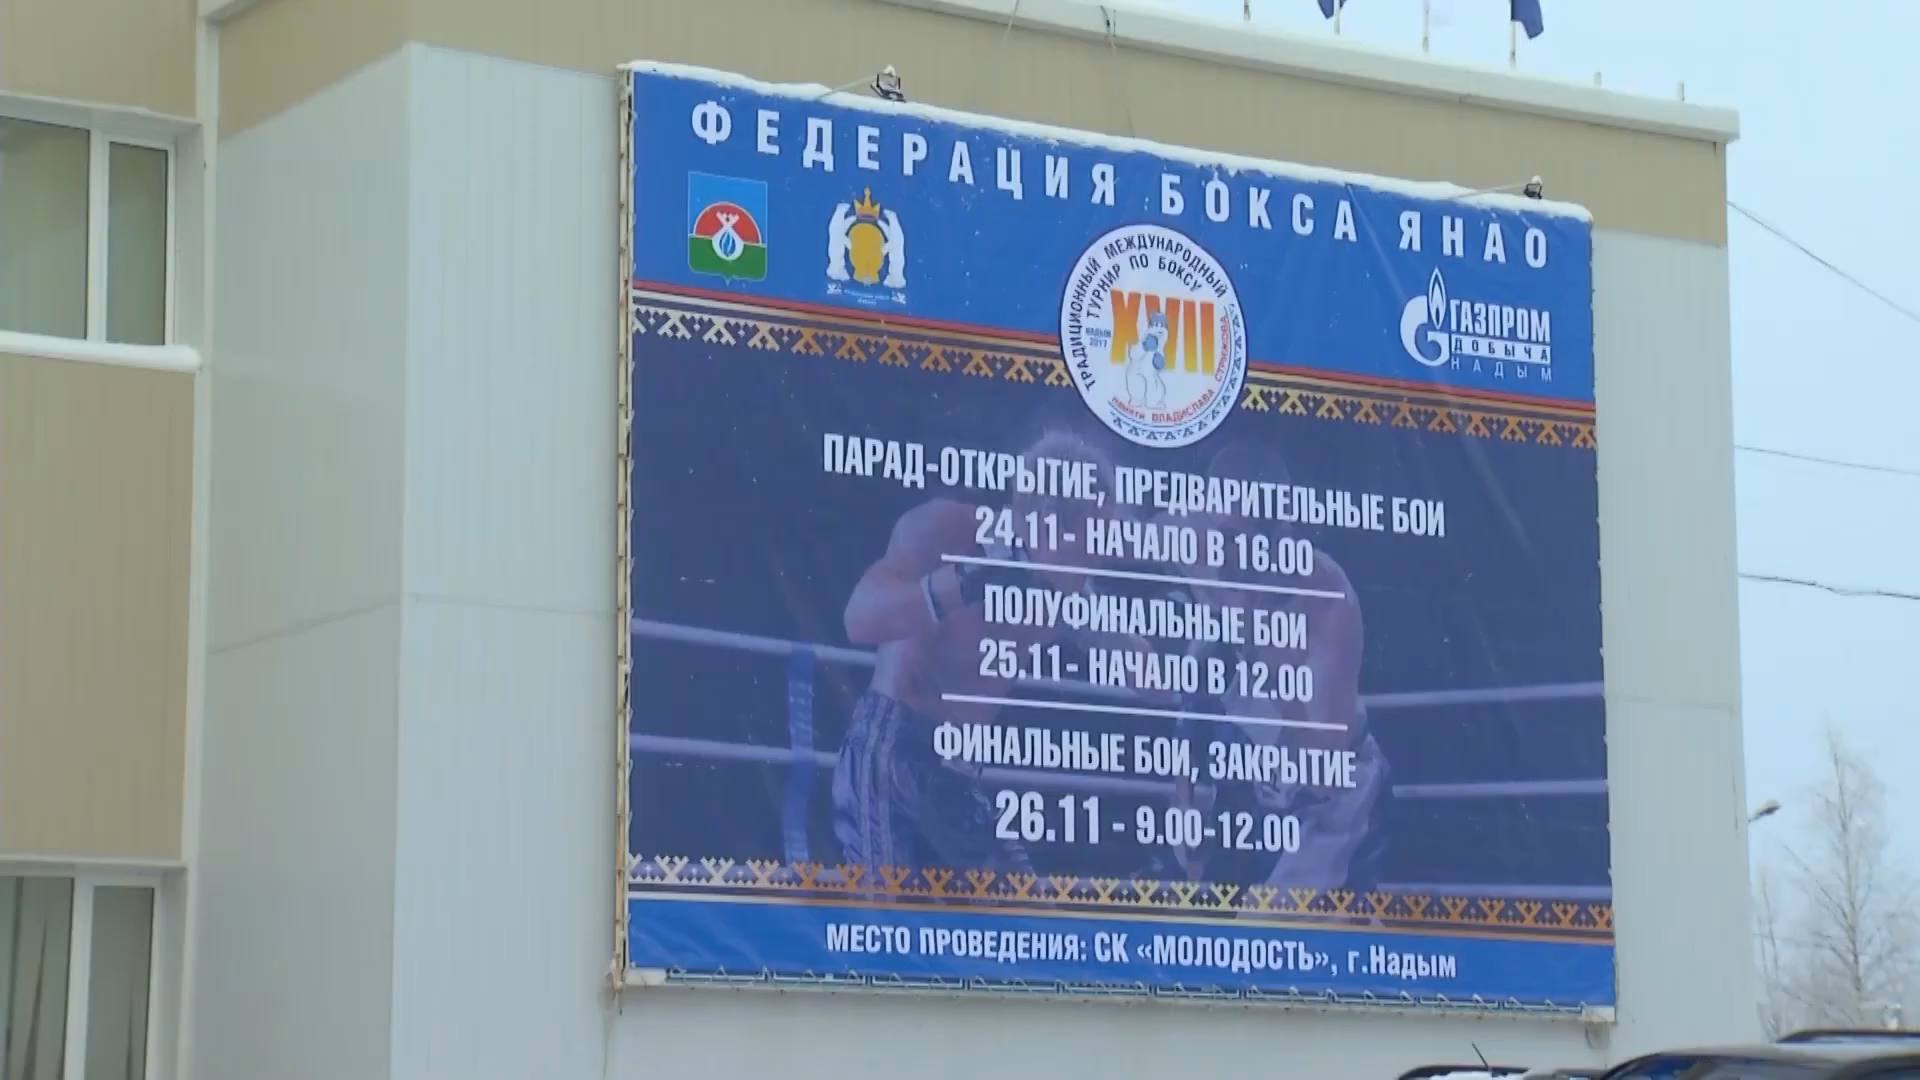 ФЕДЕРАЦИЯ БОКСА ЯНАО
ТРАДИЦИОННЫЙ МЕЖДУНАРОДНЫЙ
ТУРНИР ПО БОКСУ
XVII
НАДЫМ
2017
ПАМЯТИ ВЛАДИСЛАВА СТРИЖОВА
ГАЗПРОМ
ДОБЫЧА
НАДЫМ
ПАРАД-ОТКРЫТИЕ, ПРЕДВАРИТЕЛЬНЫЕ БОИ
24.11- НАЧАЛО В 16.00
ПОЛУФИНАЛЬНЫЕ БОИ
25.11- НАЧАЛО В 12.00
ФИНАЛЬНЫЕ БОИ, ЗАКРЫТИЕ
26.11 - 9.00-12.00
МЕСТО ПРОВЕДЕНИЯ: СК «МОЛОДОСТЬ», г.Надым